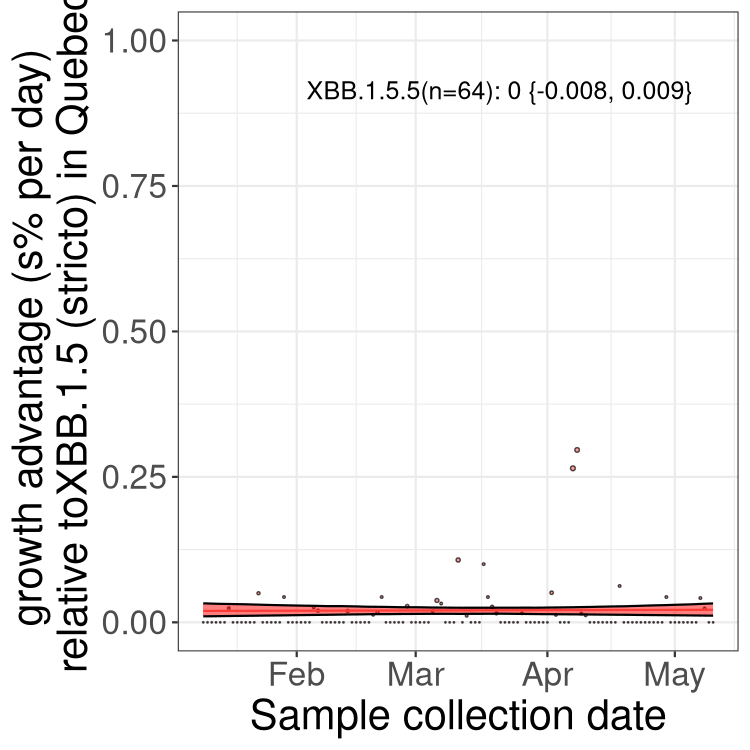 growth advantage (s% per day)
relative toXBB.1.5 (stricto) in Quebec
1.00
0.75
0.50
0.25
0.00
XBB.1.5.5(n=64): 0 {-0.008, 0.009}
Feb Mar Apr May
Sample collection date